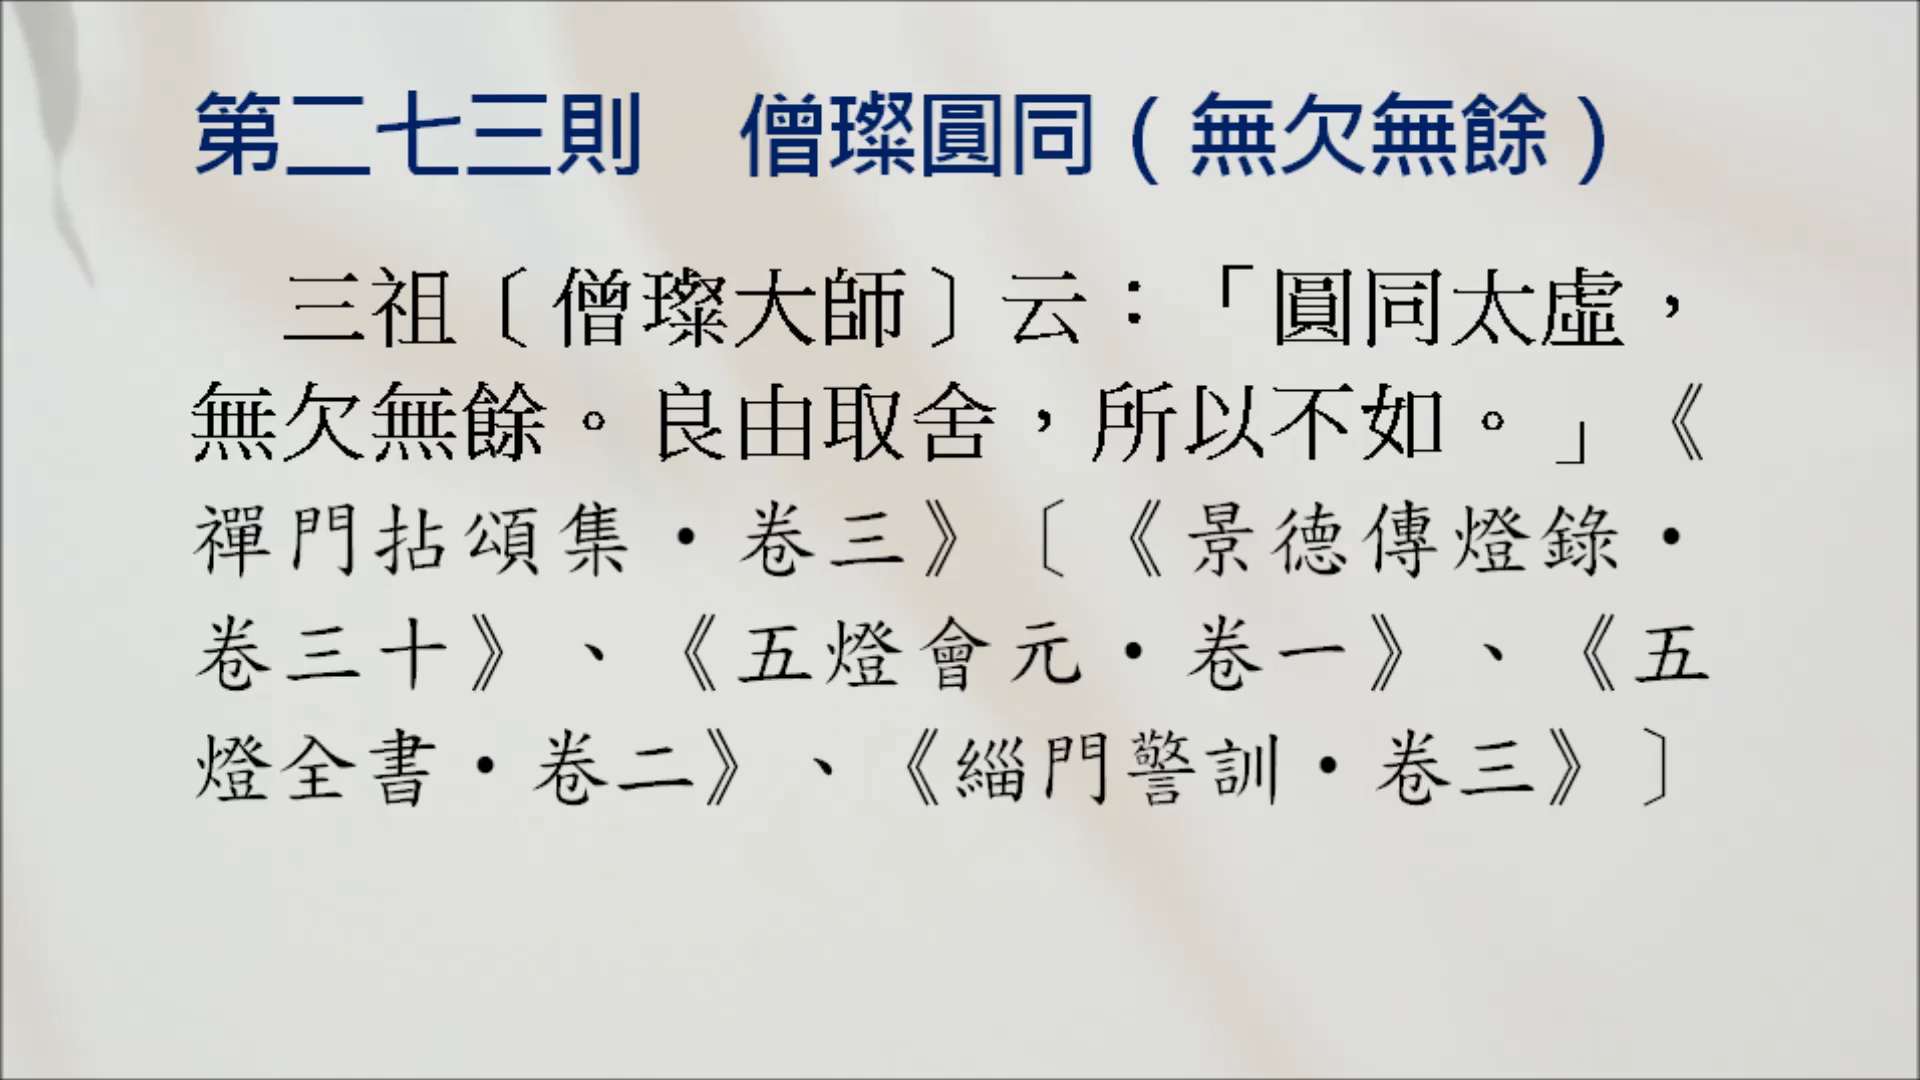 第二七三則　僧璨圓同（無欠無餘）
三祖〔僧璨大師〕云：「圓同太虛，
無欠無餘。良由取舍，所以不如。」《
禪門拈頌集・卷三》〔《景德傳燈錄・
卷三十》、《五燈會元・卷一》、《五
燈全書・卷二》、《緇門警訓・卷三》〕